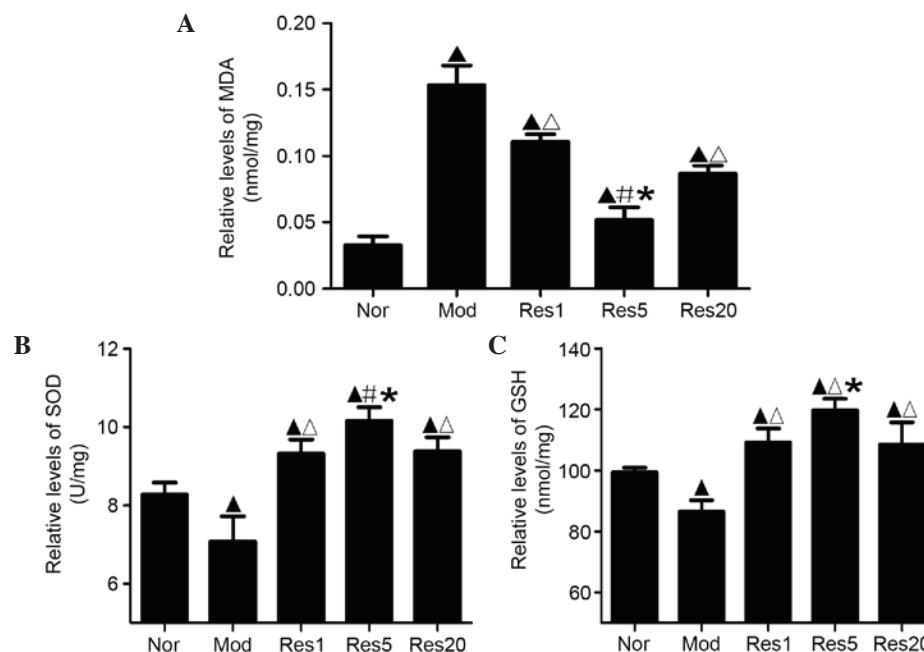 A
Relative levels of MDA
(nmol/mg)
0.20
0.15
0.10
0.05
0.00
▲
▲△
▲#*
▲△
Nor Mod Res1 Res5 Res20
B
Relative levels of SOD
(U/mg)
12
10
8
6
▲
▲△
▲#*
▲△
Nor Mod Res1 Res5 Res20
C
Relative levels of GSH
(nmol/mg)
140
120
100
80
60
▲
▲△
▲△*
▲△
Nor Mod Res1 Res5 Res20